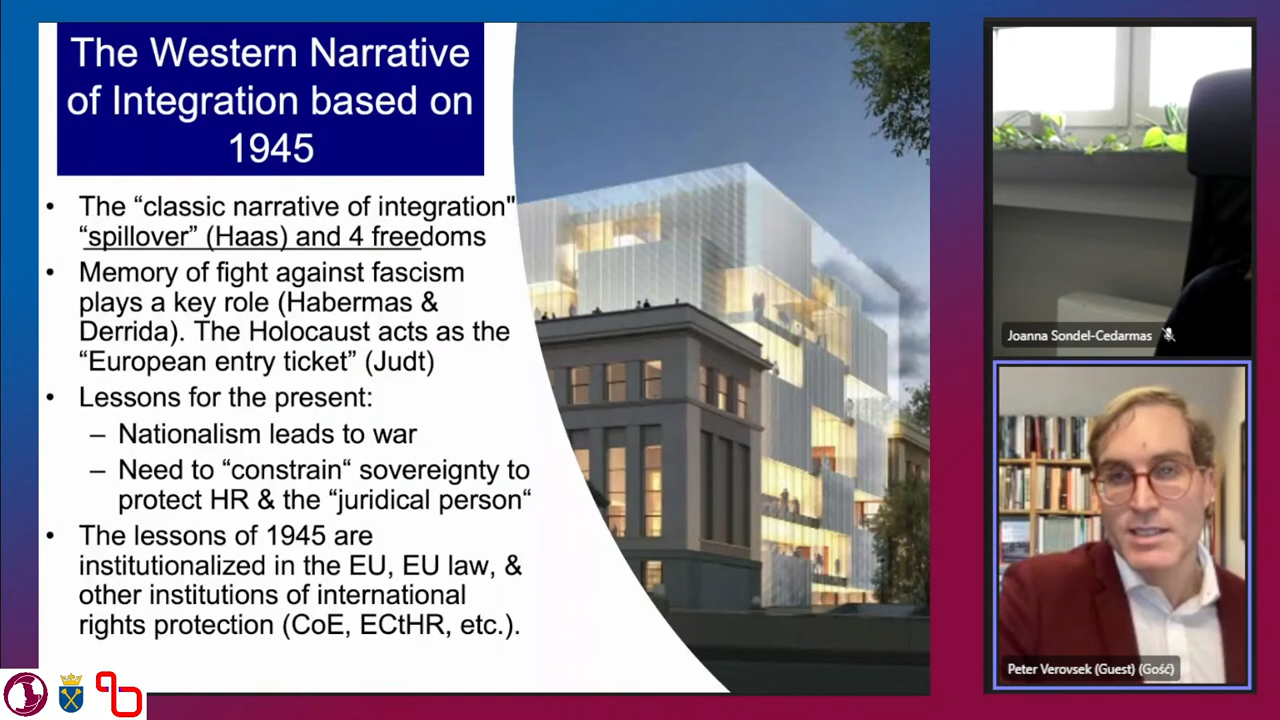 The Western Narrative
of Integration based on
1945
• The “classic narrative of integration"
“spillover” (Haas) and 4 freedoms
• Memory of fight against fascism
plays a key role (Habermas &
Derrida). The Holocaust acts as the
“European entry ticket” (Judt)
• Lessons for the present:
– Nationalism leads to war
– Need to “constrain“ sovereignty to
protect HR & the “juridical person“
• The lessons of 1945 are
institutionalized in the EU, EU law, &
other institutions of international
rights protection (CoE, ECtHR, etc.).
Joanna Sondel-Cedarmas
Peter Verovsek (Guest) (Gość)